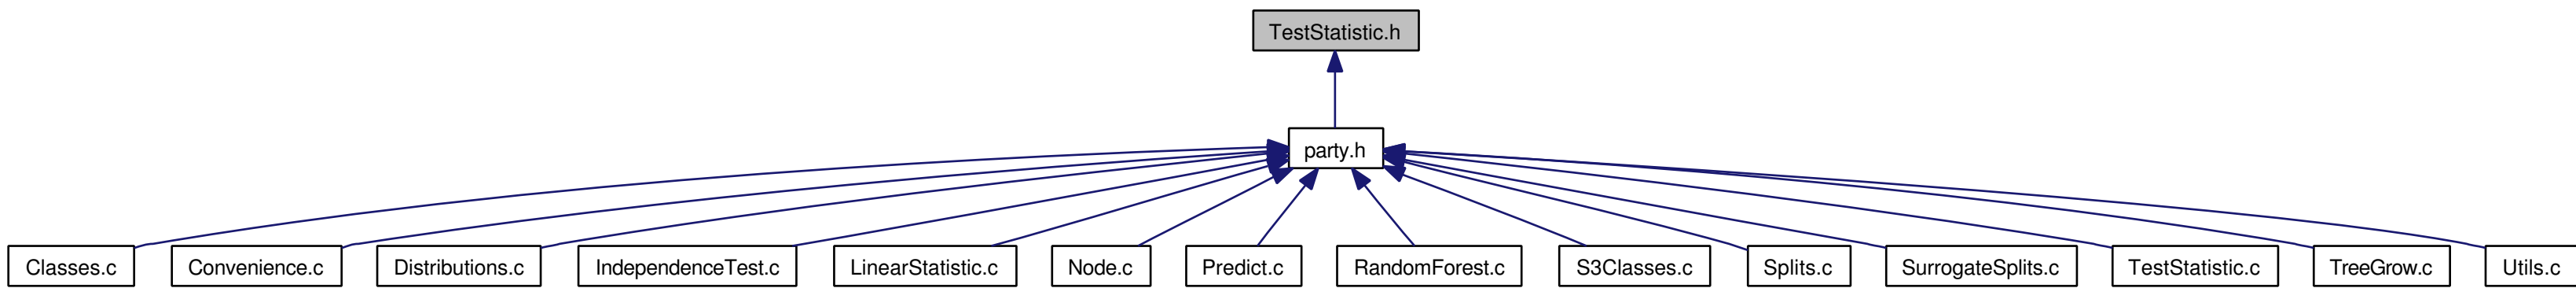 TestStatistic.h
party.h
Classes.c
Convenience.c
Distributions.c
IndependenceTest.c
LinearStatistic.c
Node.c
Predict.c
RandomForest.c
S3Classes.c
Splits.c
SurrogateSplits.c
TestStatistic.c
TreeGrow.c
Utils.c